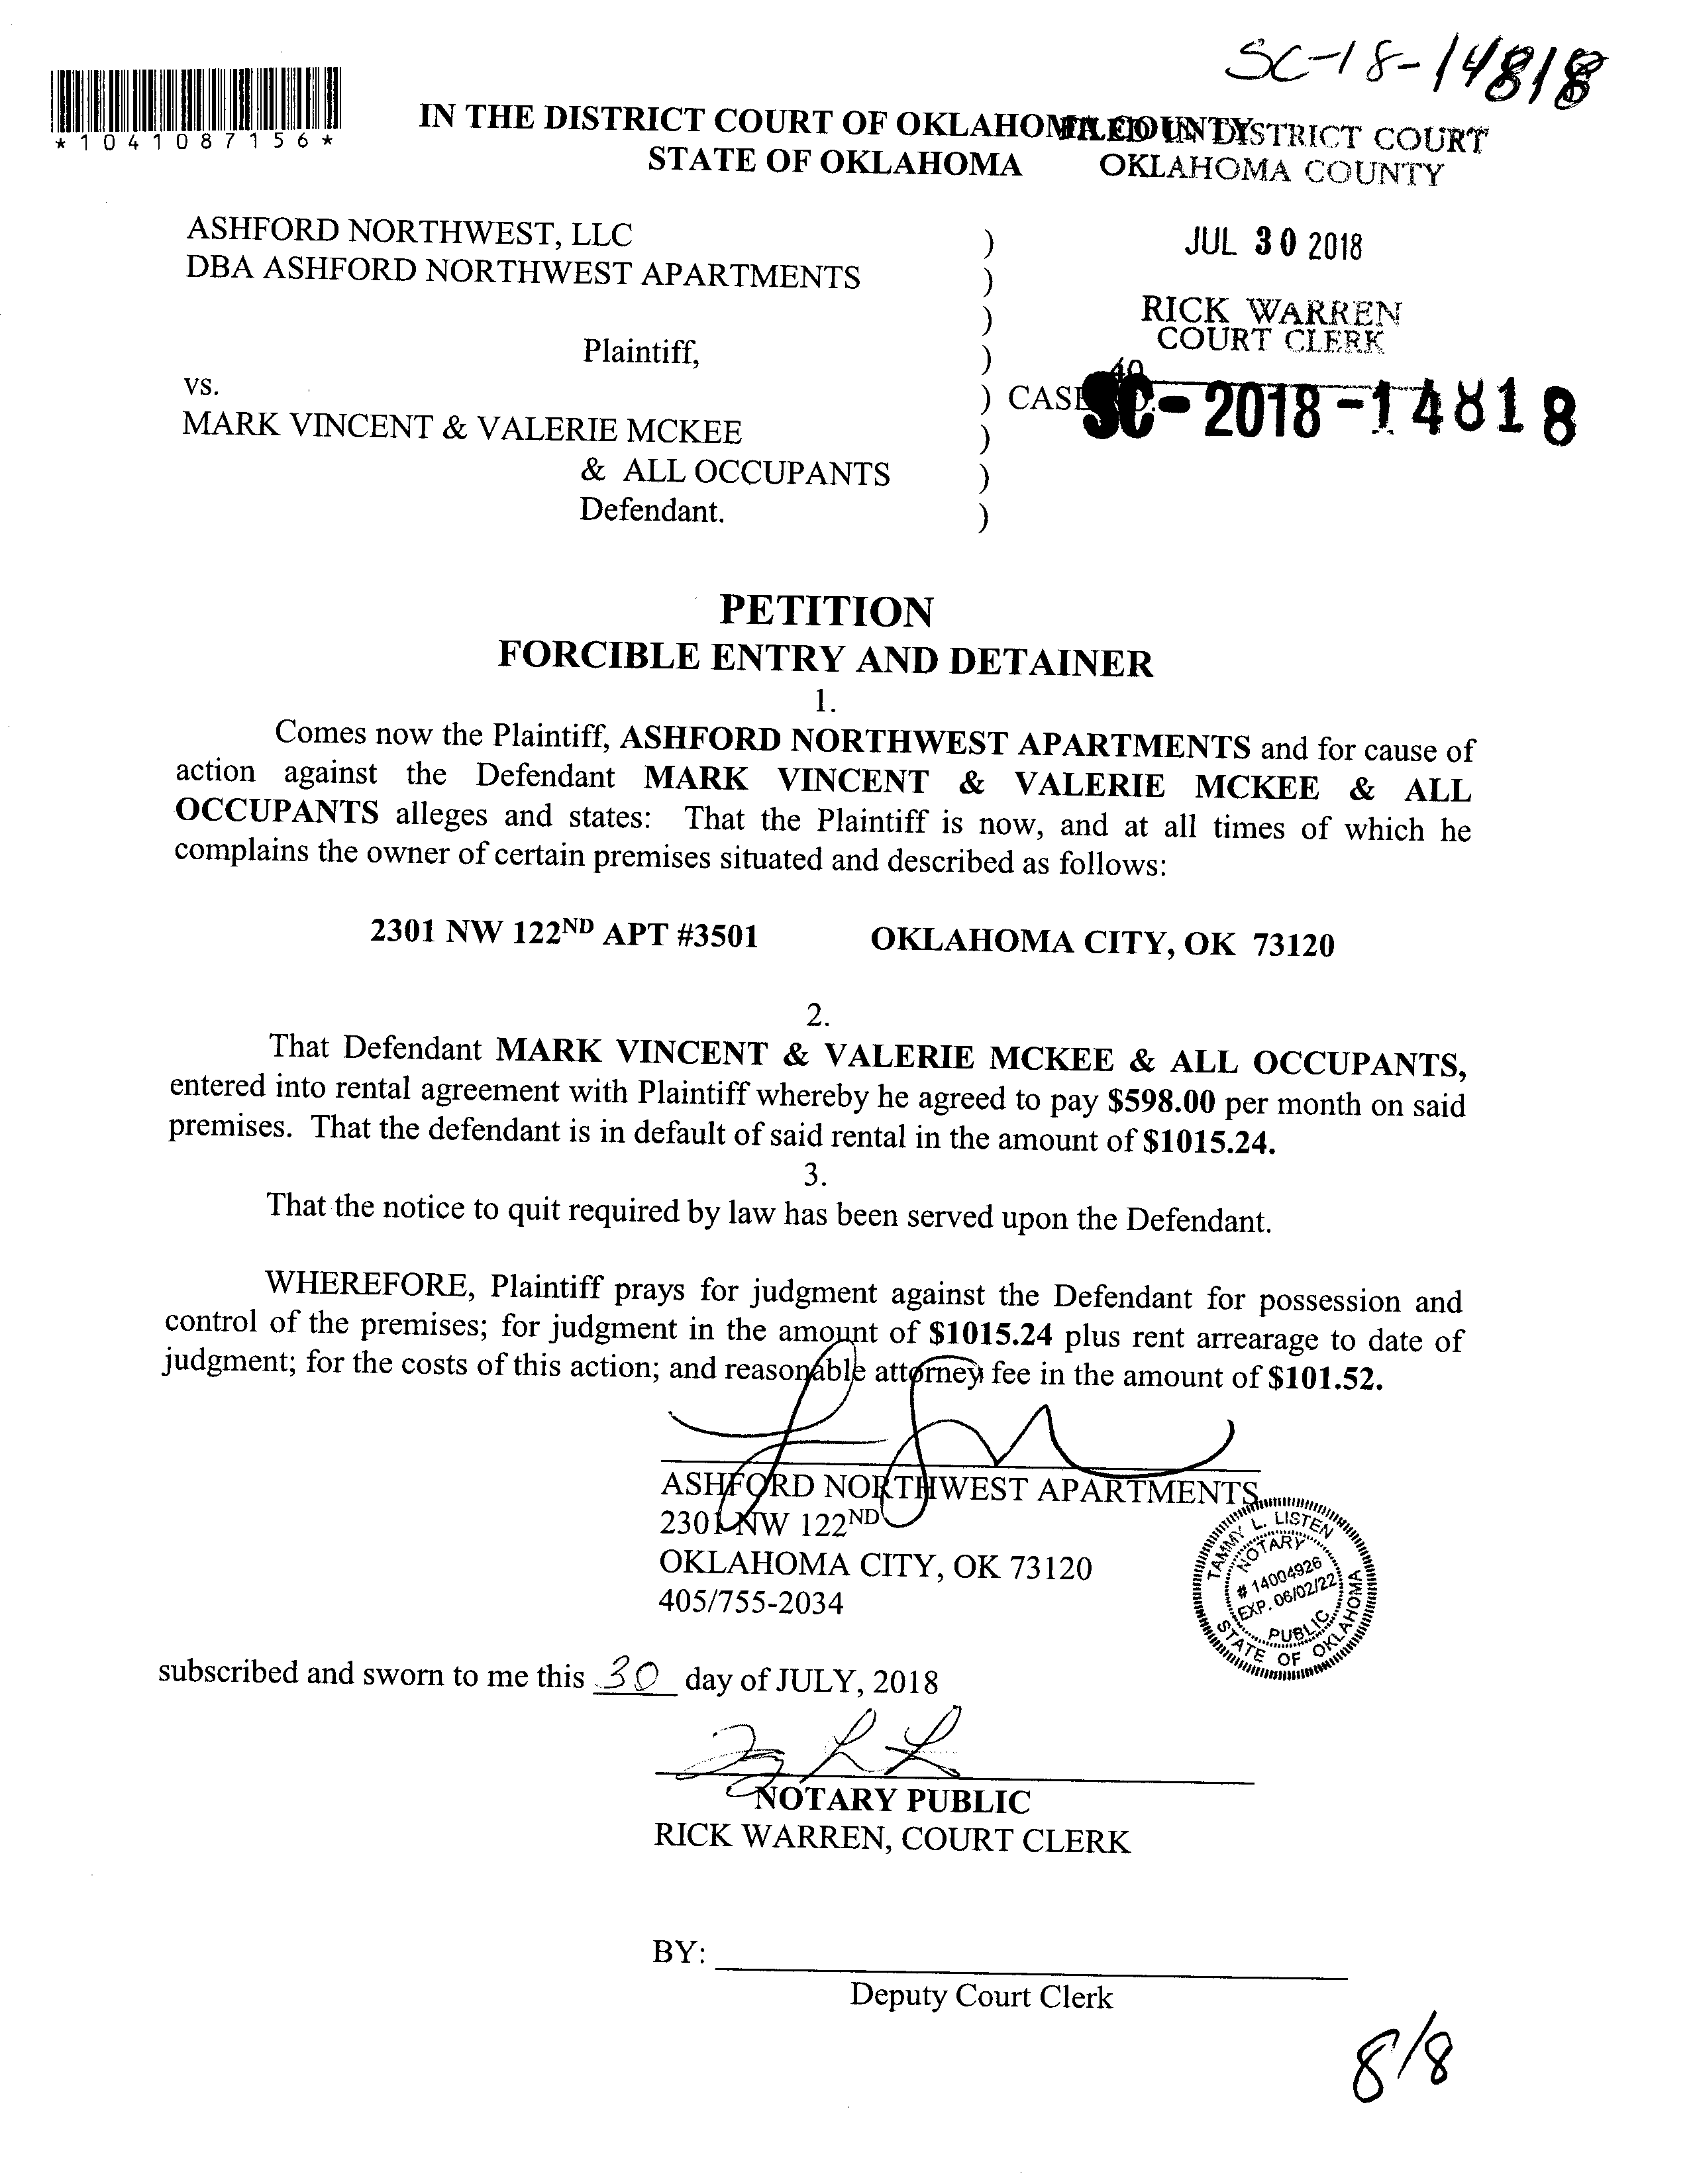 SC-18-14818
*1041087156*
IN THE DISTRICT COURT OF OKLAHOMA COUNTY
STATE OF OKLAHOMA
FILED IN DISTRICT COURT
OKLAHOMA COUNTY
JUL 30 2018
RICK WARREN
COURT CLERK
40
ASHFORD NORTHWEST, LLC )
DBA ASHFORD NORTHWEST APARTMENTS )
)
Plaintiff, )
vs. ) CASE NO.
SC-2018-14818
MARK VINCENT & VALERIE MCKEE )
& ALL OCCUPANTS )
Defendant. )
PETITION
FORCIBLE ENTRY AND DETAINER
1.
Comes now the Plaintiff, ASHFORD NORTHWEST APARTMENTS and for cause of
action against the Defendant MARK VINCENT & VALERIE MCKEE & ALL
OCCUPANTS alleges and states: That the Plaintiff is now, and at all times of which he
complains the owner of certain premises situated and described as follows:
2301 NW 122ND APT #3501 OKLAHOMA CITY, OK 73120
2.
That Defendant MARK VINCENT & VALERIE MCKEE & ALL OCCUPANTS,
entered into rental agreement with Plaintiff whereby he agreed to pay $598.00 per month on said
premises. That the defendant is in default of said rental in the amount of $1015.24.
3.
That the notice to quit required by law has been served upon the Defendant.
WHEREFORE, Plaintiff prays for judgment against the Defendant for possession and
control of the premises; for judgment in the amount of $1015.24 plus rent arrearage to date of
judgment; for the costs of this action; and reasonable attorney fee in the amount of $101.52.
ASHFORD NORTHWEST APARTMENTS
2301 NW 122ND
OKLAHOMA CITY, OK 73120
405/755-2034
TAMMY L. LISTEN
NOTARY
# 14004926
EXP. 06/02/22
PUBLIC
STATE OF OKLAHOMA
subscribed and sworn to me this 30 day of JULY, 2018
NOTARY PUBLIC
RICK WARREN, COURT CLERK
BY:
Deputy Court Clerk
8/8